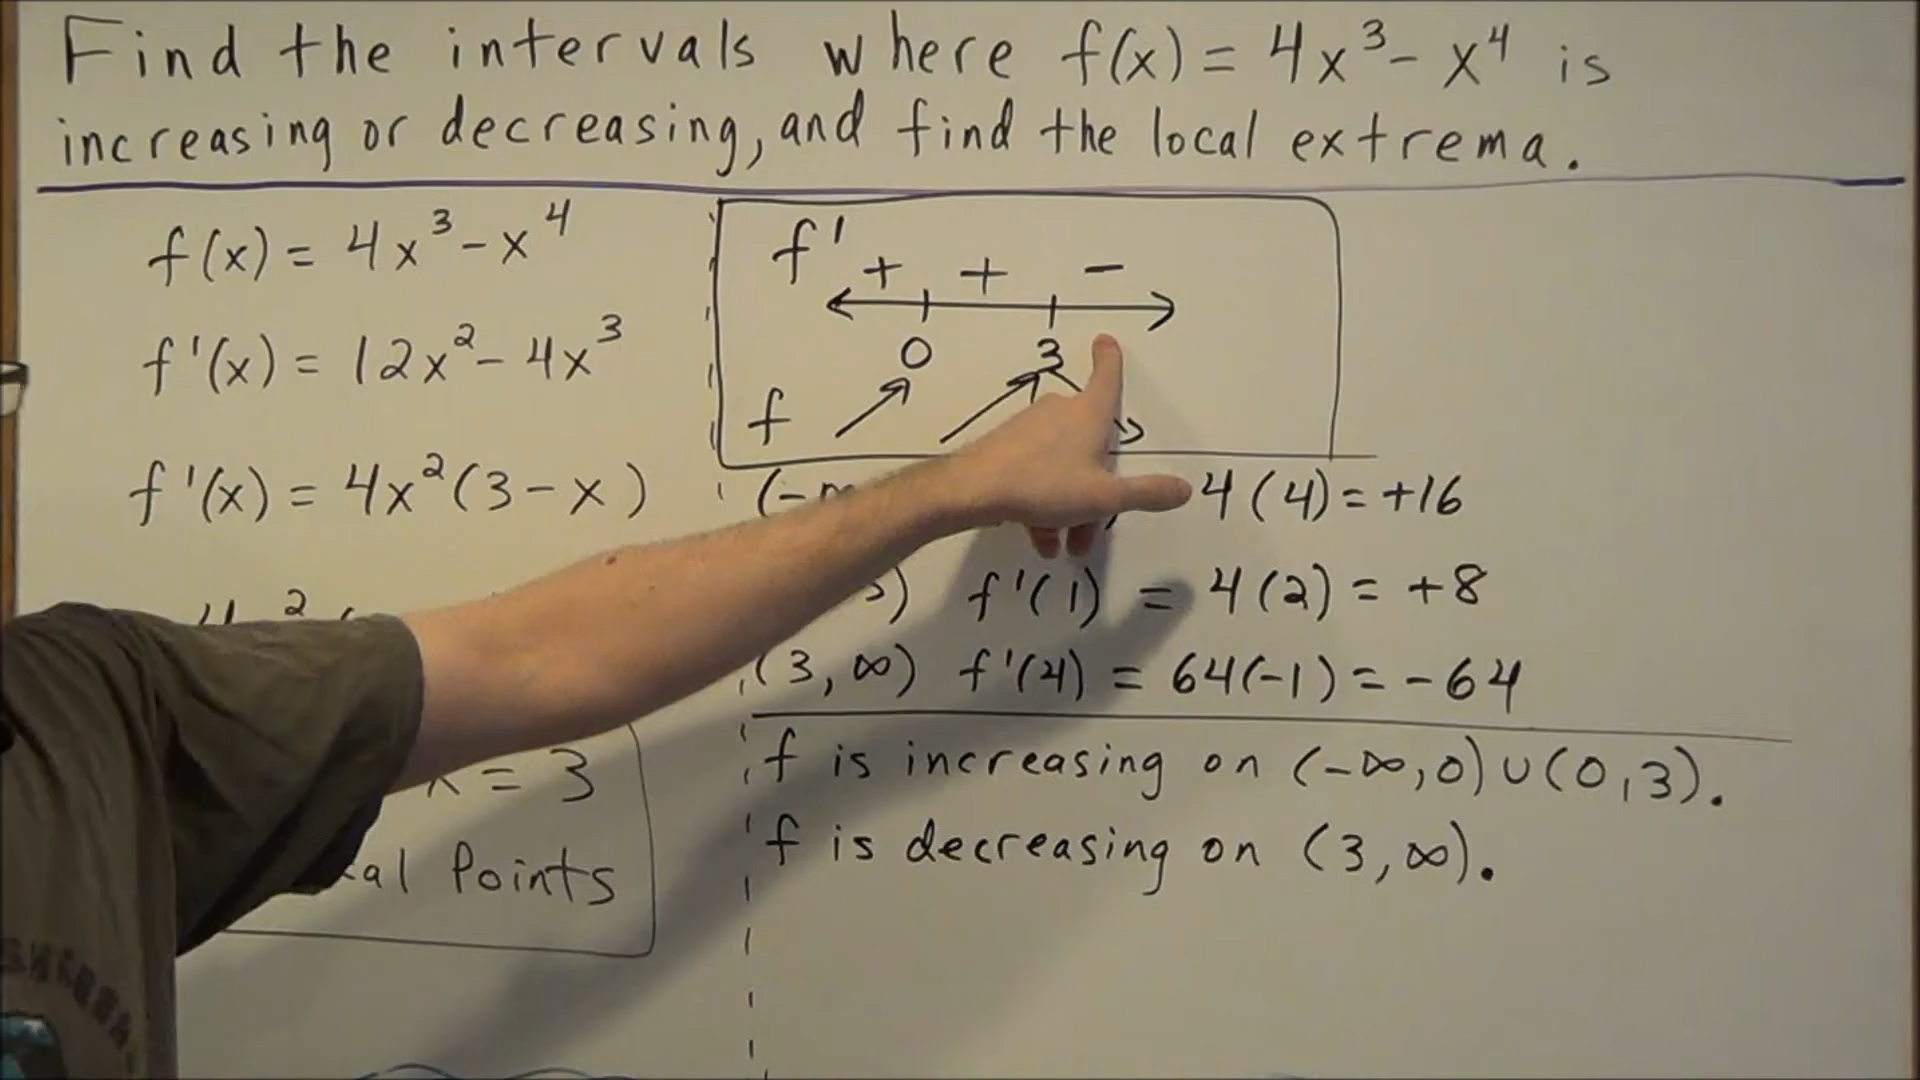 Find the intervals where f(x) = 4x³ - x⁴ is
increasing or decreasing, and find the local extrema.
f(x) = 4x³ - x⁴
f'(x) = 12x² - 4x³
f'(x) = 4x²(3 - x)
= 3
Points
f'
+ + -
0 3
f
4(4) = +16
f'(1) = 4(2) = +8
(3, ∞) f'(4) = 64(-1) = -64
f is increasing on (-∞, 0) ∪ (0, 3).
f is decreasing on (3, ∞).